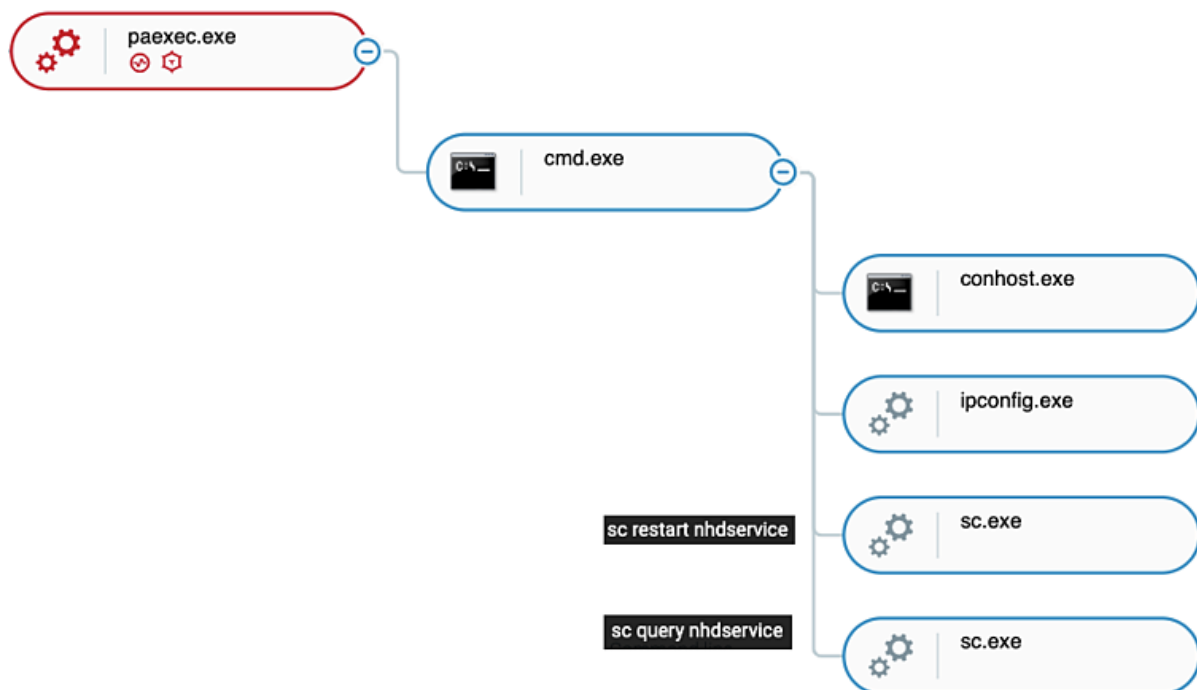 paexec.exe
cmd.exe
C:\
conhost.exe
C:\
ipconfig.exe
sc restart nhdservice
sc.exe
sc query nhdservice
sc.exe